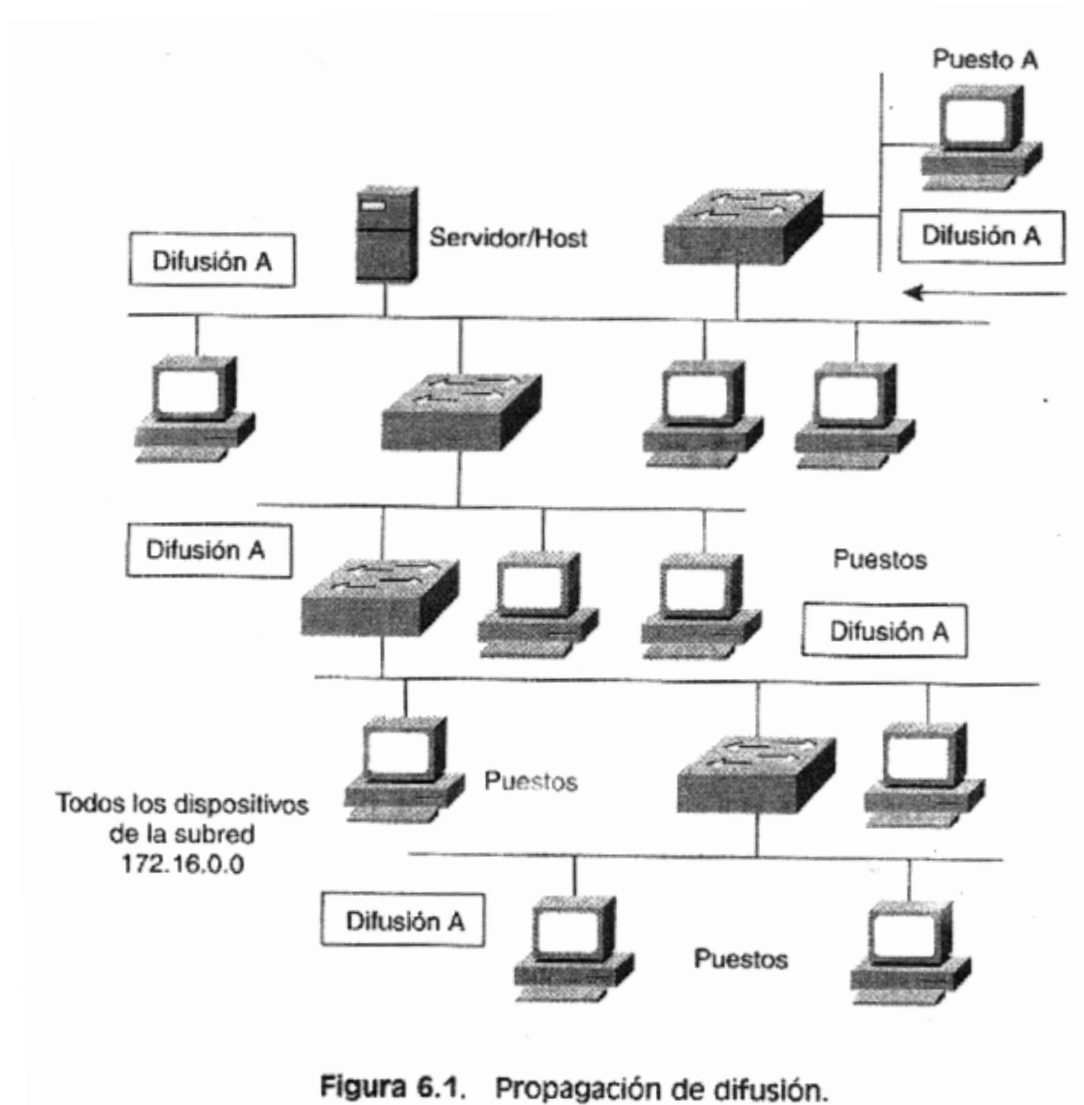 Puesto A
Servidor/Host
Difusión A
Difusión A
Difusión A
Puestos
Difusión A
Puestos
Todos los dispositivos
de la subred
172.16.0.0
Difusión A
Puestos
Figura 6.1. Propagación de difusión.